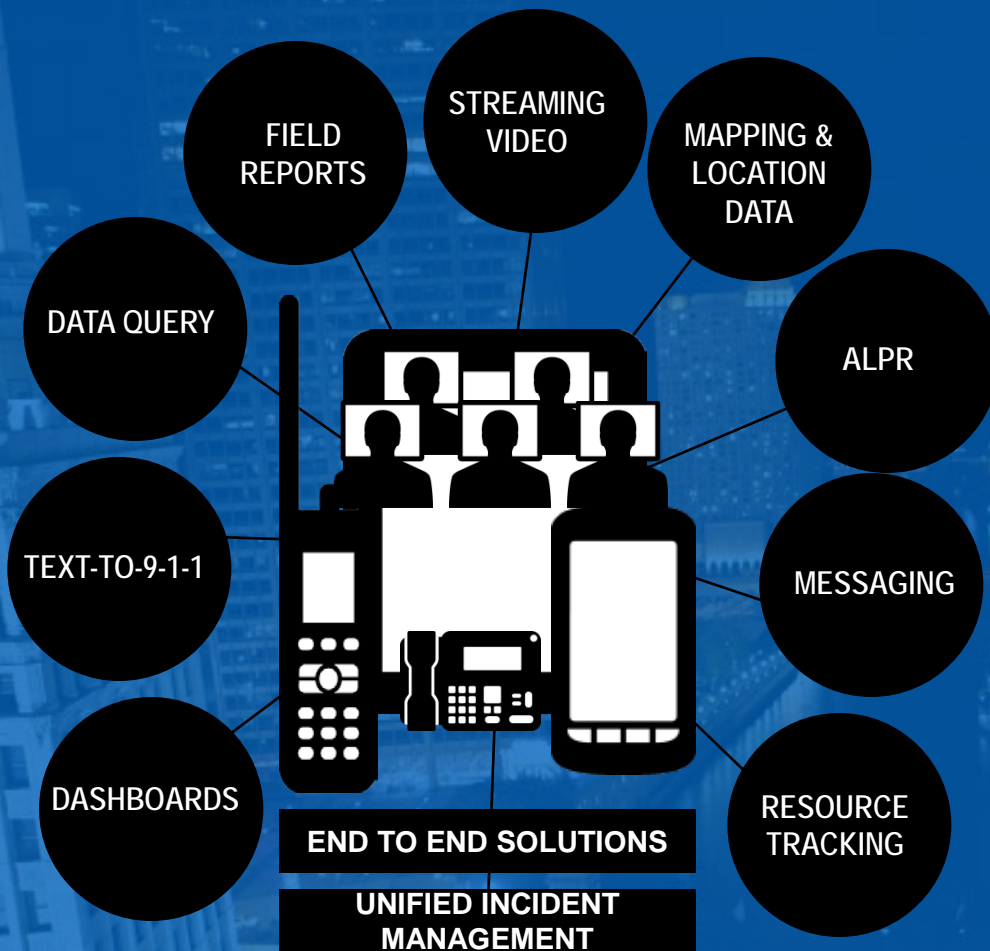 STREAMING
VIDEO
FIELD
REPORTS
MAPPING &
LOCATION
DATA
DATA QUERY
ALPR
TEXT-TO-9-1-1
MESSAGING
DASHBOARDS
RESOURCE
TRACKING
END TO END SOLUTIONS
UNIFIED INCIDENT
MANAGEMENT